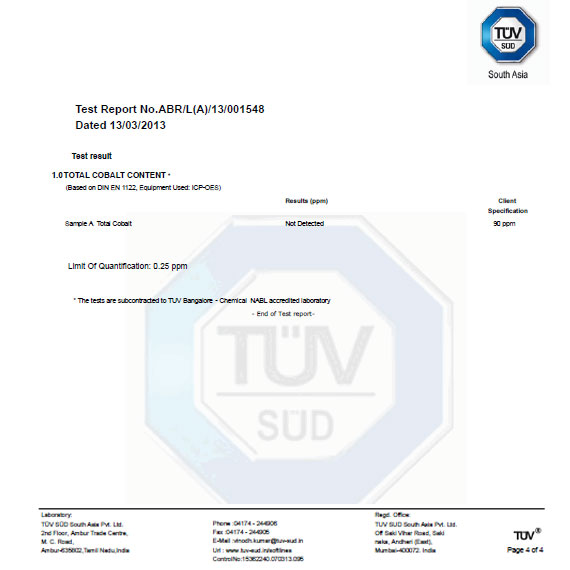 TÜV
SÜD
South Asia
Test Report No.ABR/L(A)/13/001548
Dated 13/03/2013
Test result
1.0 TOTAL COBALT CONTENT *
(Based on DIN EN 1122, Equipment Used: ICP-OES)
Results (ppm) Client
Specification
Sample A. Total Cobalt Not Detected 90 ppm
Limit Of Quantification: 0.25 ppm
* The tests are subcontracted to TUV Bangalore - Chemical NABL accredited laboratory
- End of Test report-
TÜV
SÜD
Laboratory:
TÜV SÜD South Asia Pvt. Ltd.
2nd Floor, Ambur Trade Centre,
M. C. Road,
Ambur-635802,Tamil Nadu,India
Phone :04174 - 244906
Fax :04174 - 244905
E-Mail :vinodh.kumar@tuv-sud.in
Url : www.tuv-sud.in/softlines
ControlNo:15362240.070313.095
Regd. Office:
TUV SUD South Asia Pvt. Ltd.
Off Saki Vihar Road, Saki
naka, Andheri (East),
Mumbai-400072. India
TÜV®
Page 4 of 4